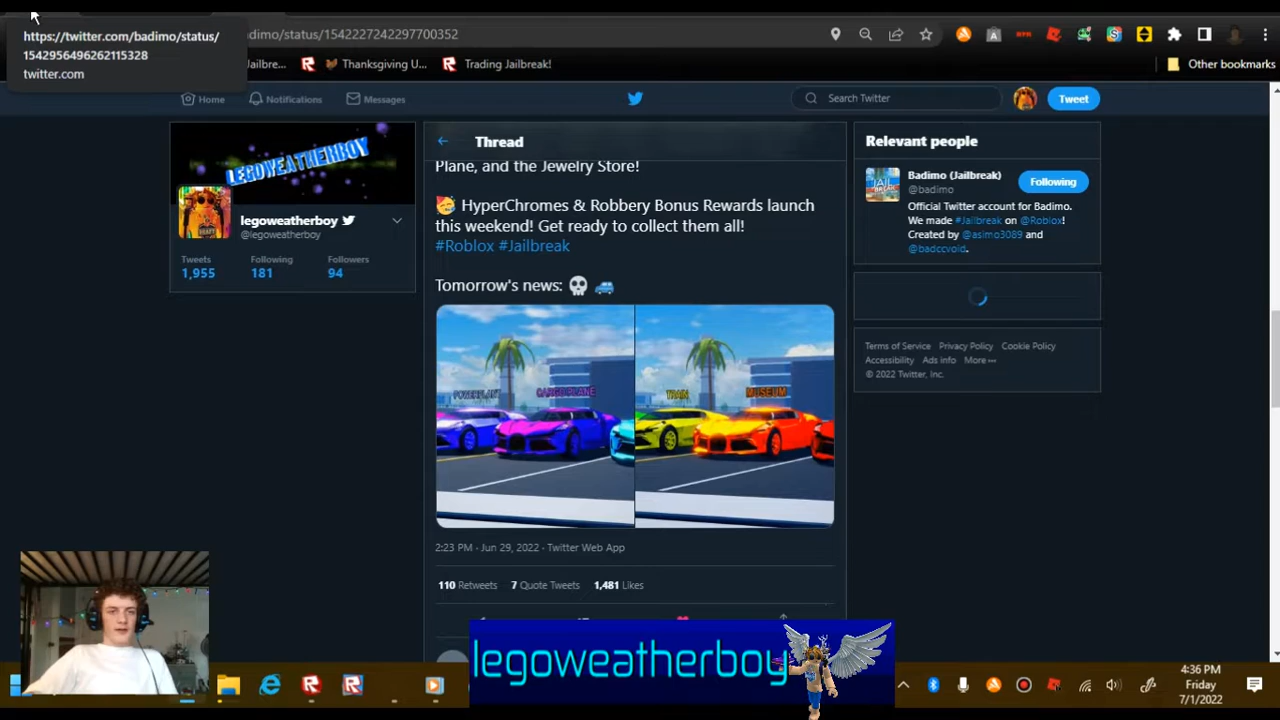 https://twitter.com/badimo/status/
1542956496262115328
twitter.com
adimo/status/1542227242297700352
Jailbre...
Thanksgiving U...
Trading Jailbreak!
Other bookmarks
Home
Notifications
Messages
Search Twitter
Tweet
LEGOWEATHERBOY
legoweatherboy
@legoweatherboy
Tweets
Following
Followers
1,955
181
94
Thread
Plane, and the Jewelry Store!
🥳 HyperChromes & Robbery Bonus Rewards launch
this weekend! Get ready to collect them all!
#Roblox #Jailbreak
Tomorrow's news: 💀 🚙
POWERPLANT
CARGO PLANE
TRAIN
MUSEUM
2:23 PM · Jun 29, 2022 · Twitter Web App
110 Retweets 7 Quote Tweets 1,481 Likes
Relevant people
Badimo (Jailbreak)
@badimo
Following
Official Twitter account for Badimo.
We made #Jailbreak on @Roblox!
Created by @asimo3089 and
@badccvoid.
Terms of Service Privacy Policy Cookie Policy
Accessibility Ads info More ···
© 2022 Twitter, Inc.
legoweatherboy
4:36 PM
Friday
7/1/2022